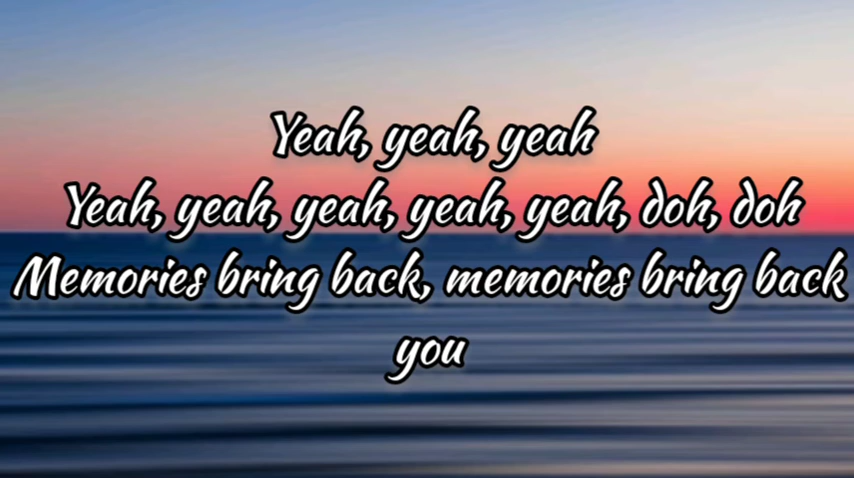 Yeah, yeah, yeah
Yeah, yeah, yeah, yeah, yeah, doh, doh
Memories bring back, memories bring back
you